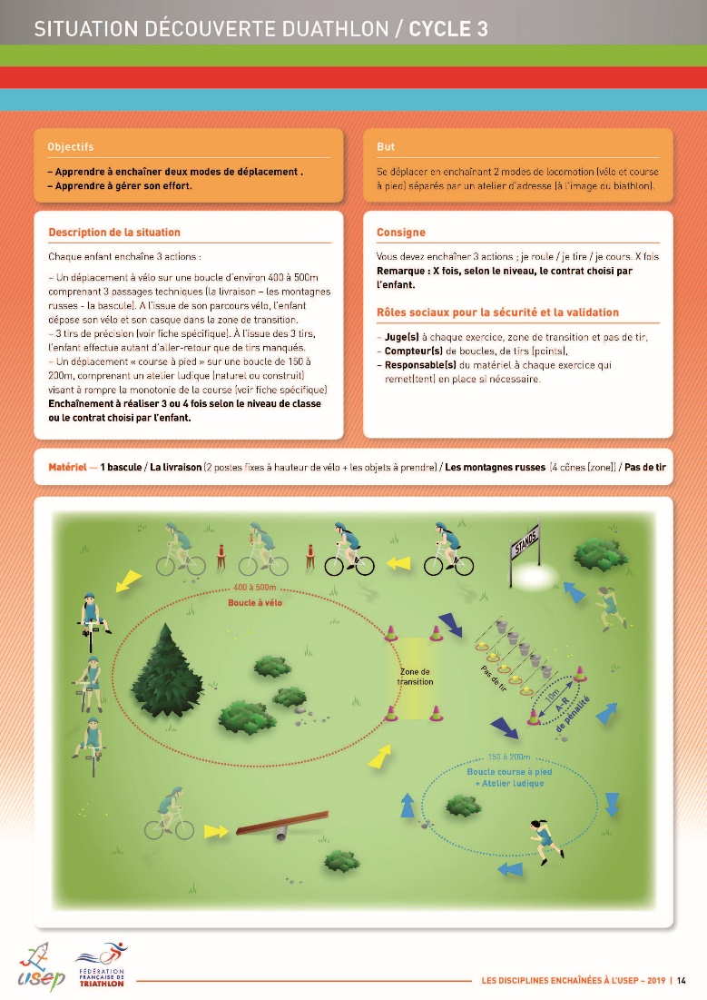 SITUATION DÉCOUVERTE DUATHLON / CYCLE 3
Objectifs
– Apprendre à enchaîner deux modes de déplacement .
– Apprendre à gérer son effort.
But
Se déplacer en enchaînant 2 modes de locomotion (vélo et course
à pied) séparés par un atelier d'adresse (à l'image du biathlon).
Description de la situation
Chaque enfant enchaîne 3 actions :
– Un déplacement à vélo sur une boucle d'environ 400 à 500m
comprenant 3 passages techniques (la livraison – les montagnes
russes - la bascule). A l'issue de son parcours vélo, l'enfant
dépose son vélo et son casque dans la zone de transition.
– 3 tirs de précision (voir fiche spécifique). À l'issue des 3 tirs,
l'enfant effectue autant d'aller-retour que de tirs manqués.
– Un déplacement « course à pied » sur une boucle de 150 à
200m, comprenant un atelier ludique (naturel ou construit)
visant à rompre la monotonie de la course (voir fiche spécifique)
Enchaînement à réaliser 3 ou 4 fois selon le niveau de classe
ou le contrat choisi par l'enfant.
Consigne
Vous devez enchaîner 3 actions ; je roule / je tire / je cours. X fois
Remarque : X fois, selon le niveau, le contrat choisi par
l'enfant.
Rôles sociaux pour la sécurité et la validation
– Juge(s) à chaque exercice, zone de transition et pas de tir,
– Compteur(s) de boucles, de tirs (points),
– Responsable(s) du matériel à chaque exercice qui
remet(tent) en place si nécessaire.
Matériel — 1 bascule / La livraison (2 postes fixes à hauteur de vélo + les objets à prendre) / Les montagnes russes (4 cônes (zone)) / Pas de tir
STANDS
400 à 500m
Boucle à vélo
Zone de
transition
Pas de tir
10m
A-R
de pénalité
150 à 200m
Boucle course à pied
+ Atelier ludique
usep
FÉDÉRATION
FRANÇAISE DE
TRIATHLON
LES DISCIPLINES ENCHAÎNÉES À L'USEP – 2019 | 14